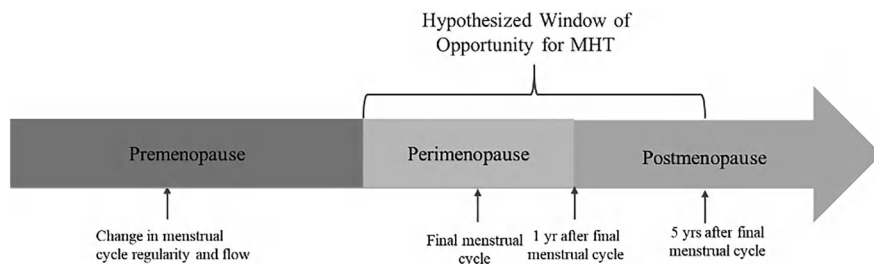 Hypothesized Window of
Opportunity for MHT
Premenopause
Perimenopause
Postmenopause
Change in menstrual
cycle regularity and flow
Final menstrual
cycle
1 yr after final
menstrual cycle
5 yrs after final
menstrual cycle